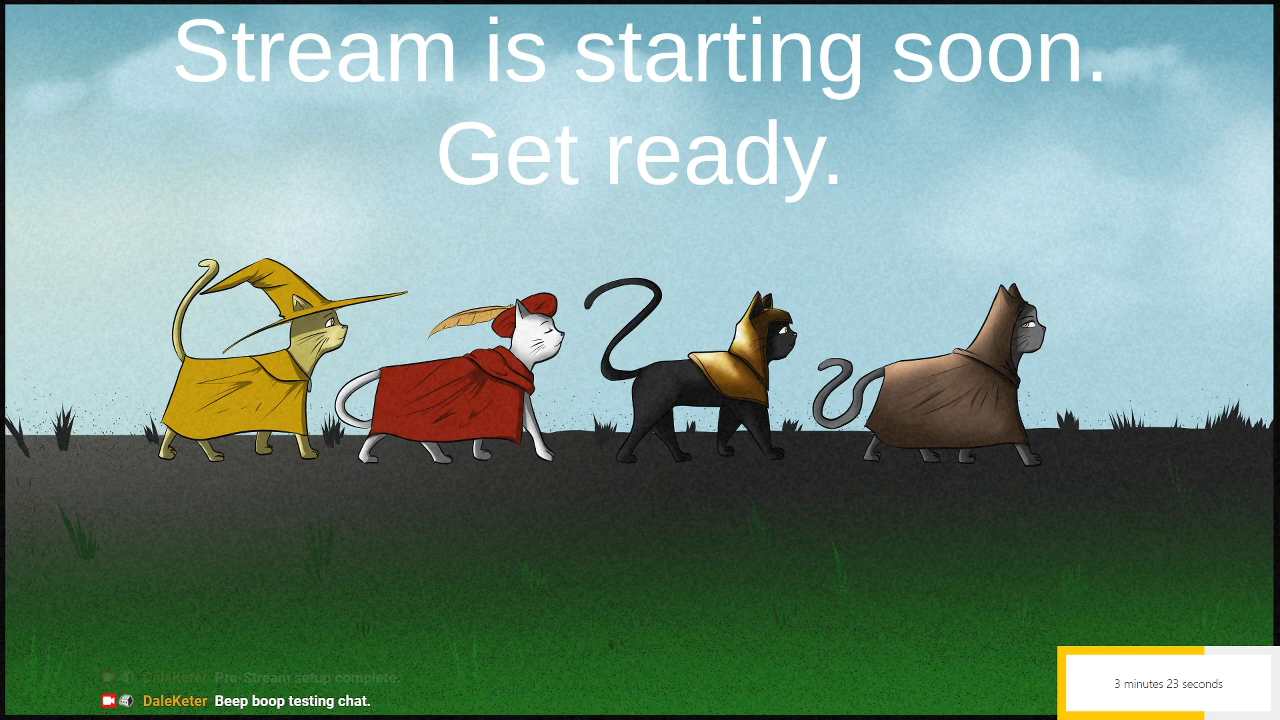 Stream is starting soon.
Get ready.
DaleKeter Pre-Stream setup complete.
DaleKeter Beep boop testing chat.
3 minutes 23 seconds